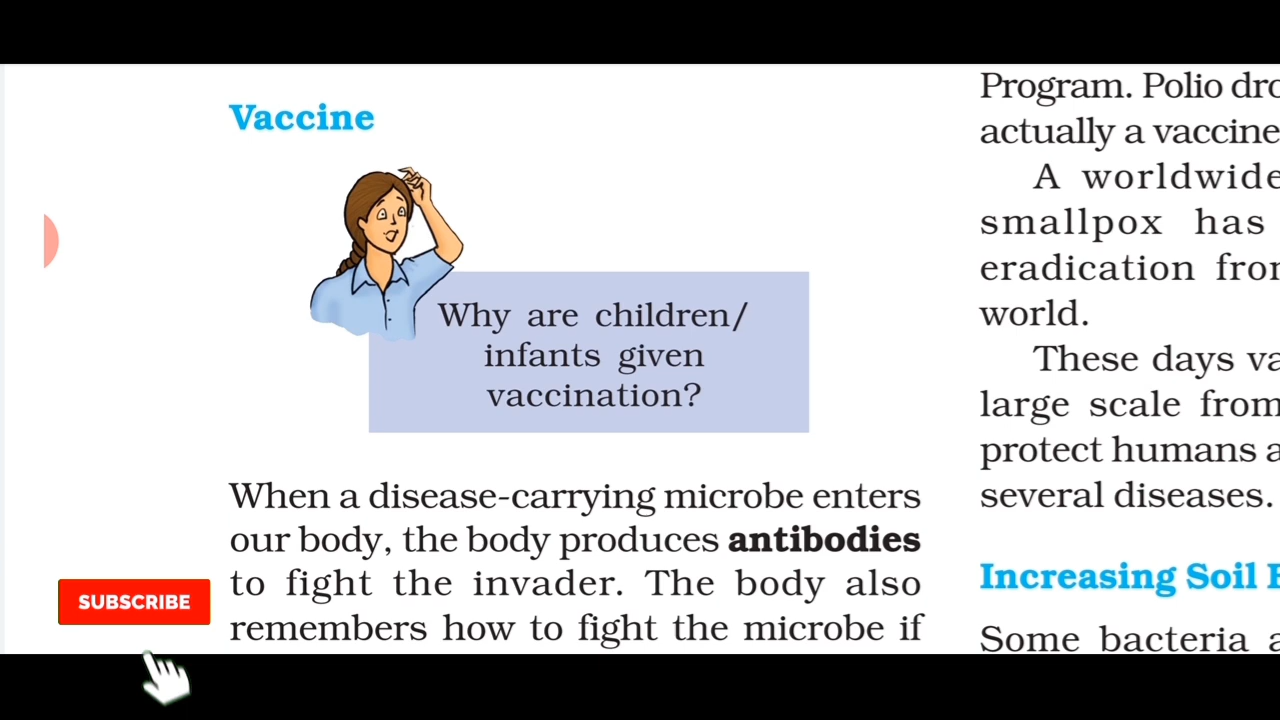 Vaccine
Why are children/
infants given
vaccination?
When a disease-carrying microbe enters
our body, the body produces antibodies
to fight the invader. The body also
remembers how to fight the microbe if
SUBSCRIBE
Program. Polio
actually a vaccine
A worldwide
smallpox has
eradication
world.
These days
large scale from
protect humans
several diseases.
Increasing Soil
Some bacteria